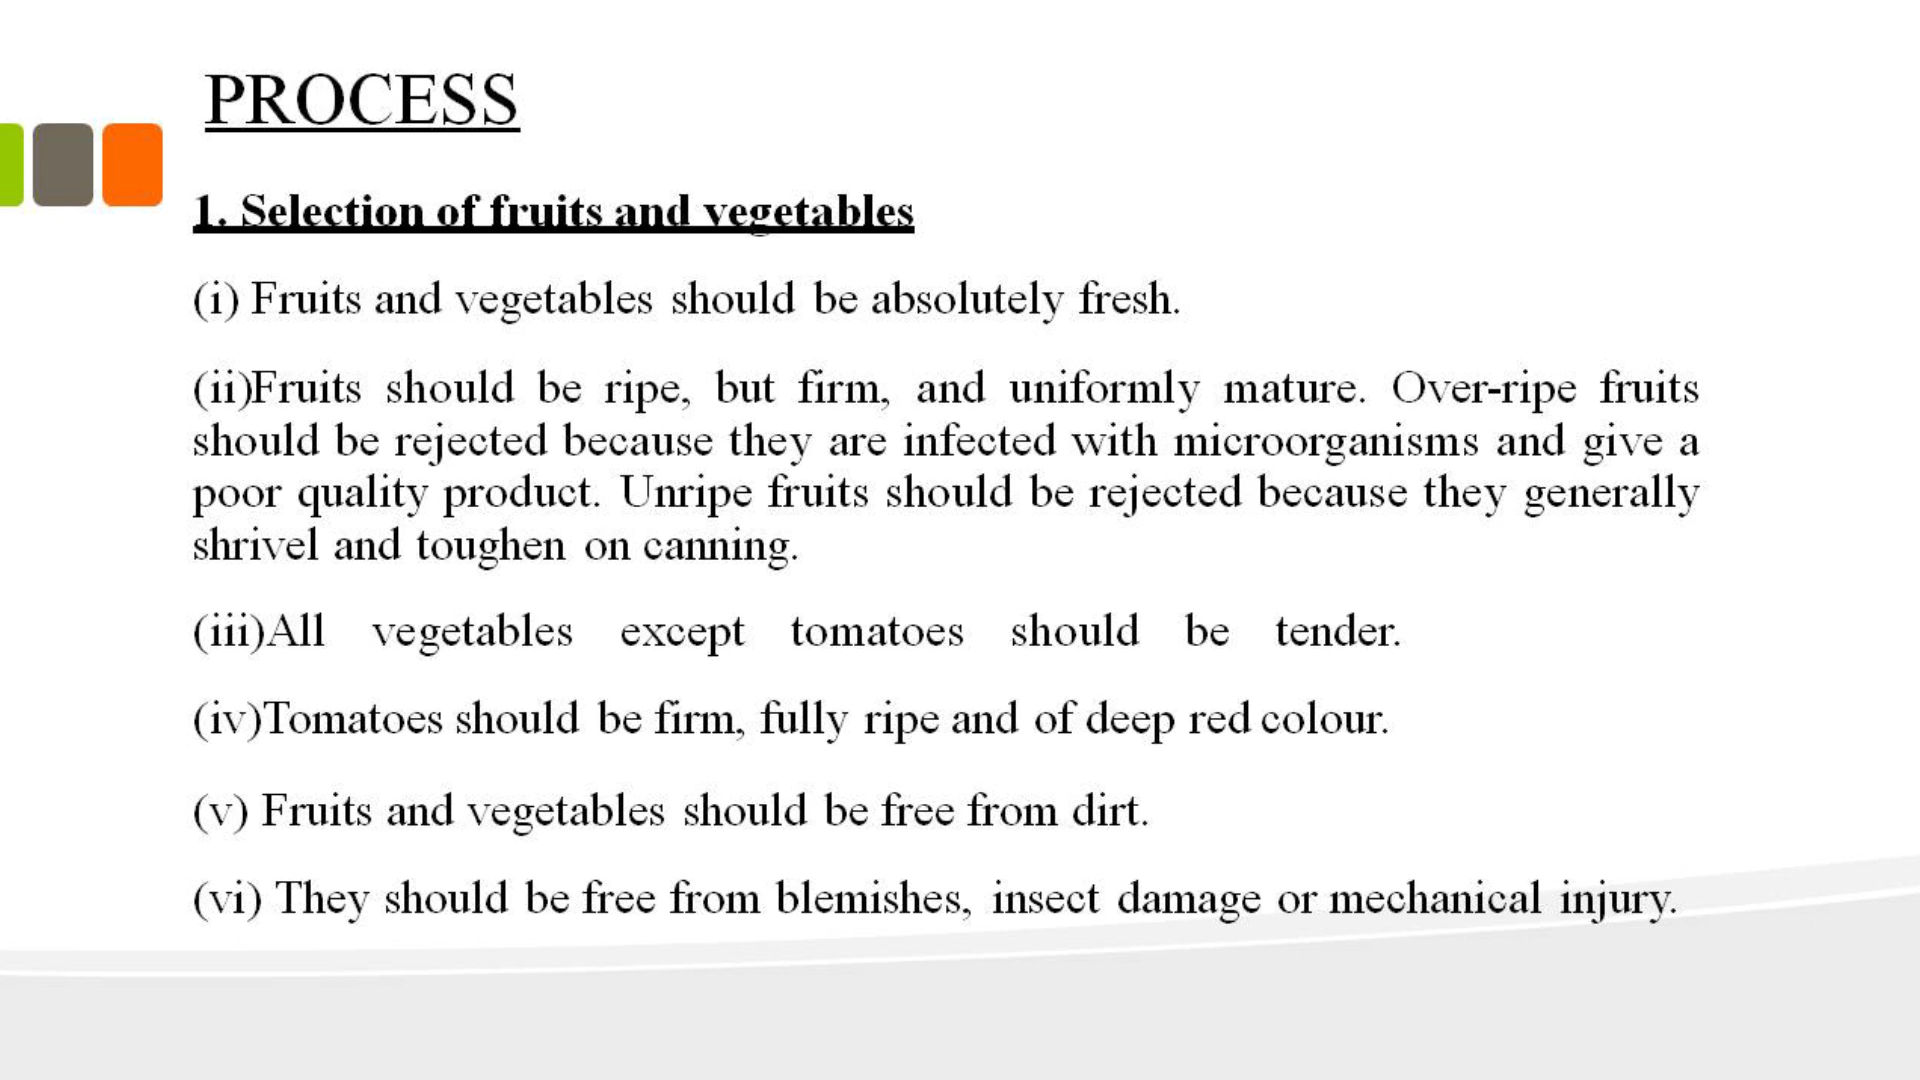 PROCESS
1. Selection of fruits and vegetables
(i) Fruits and vegetables should be absolutely fresh.
(ii)Fruits should be ripe, but firm, and uniformly mature. Over-ripe fruits
should be rejected because they are infected with microorganisms and give a
poor quality product. Unripe fruits should be rejected because they generally
shrivel and toughen on canning.
(iii)All vegetables except tomatoes should be tender.
(iv)Tomatoes should be firm, fully ripe and of deep red colour.
(v) Fruits and vegetables should be free from dirt.
(vi) They should be free from blemishes, insect damage or mechanical injury.